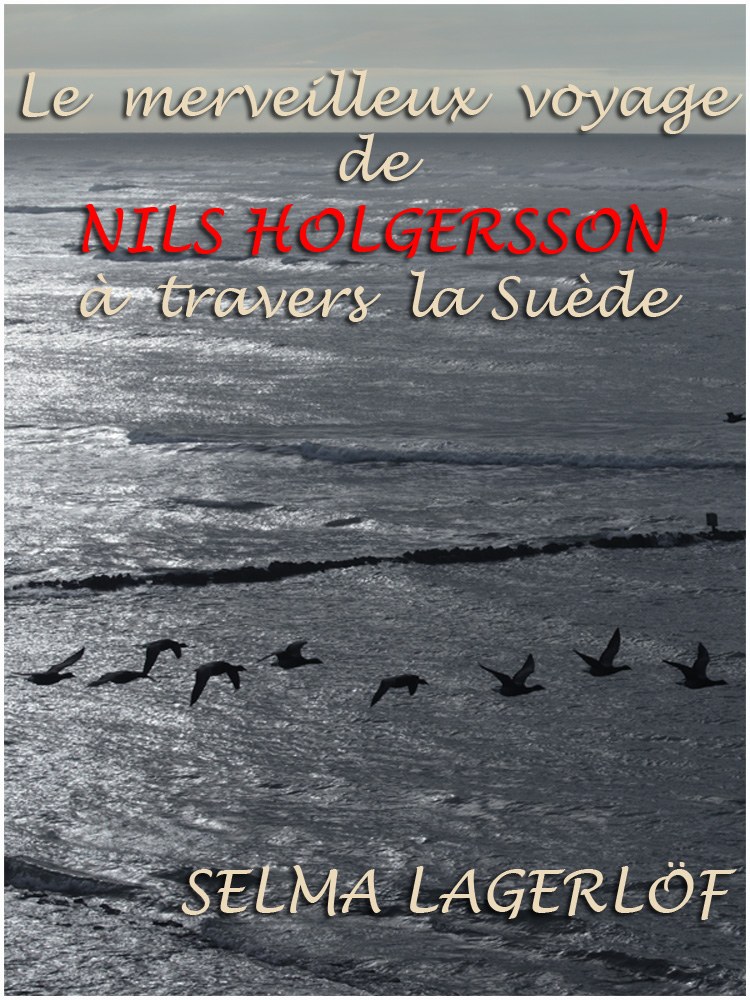 Le merveilleux voyage
de
NILS HOLGERSSON
à travers la Suède
SELMA LAGERLÖF